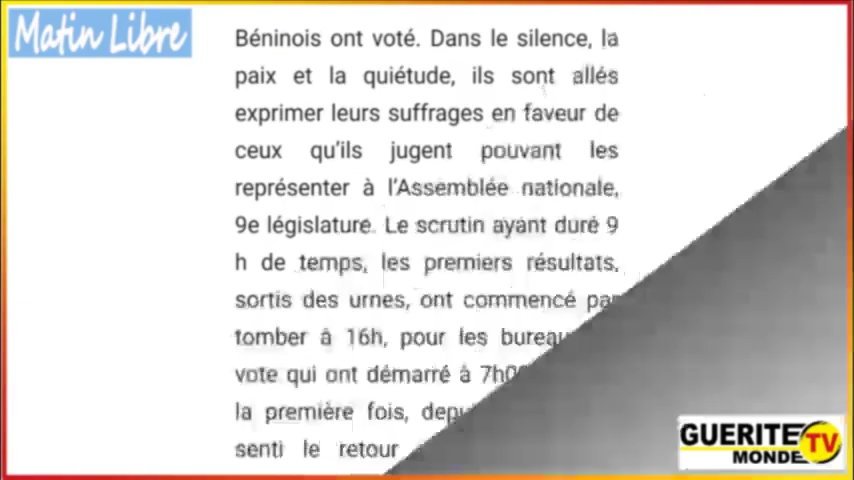 Matin Libre
Béninois ont voté. Dans le silence, la
paix et la quiétude, ils sont allés
exprimer leurs suffrages en faveur de
ceux qu'ils jugent pouvant les
représenter à l'Assemblée nationale,
9e législature. Le scrutin ayant duré 9
h de temps, les premiers résultats,
sortis des urnes, ont commencé par
tomber à 16h, pour les
vote qui ont démarré à
la première fois,
senti le retour
GUERITE TV
MONDE